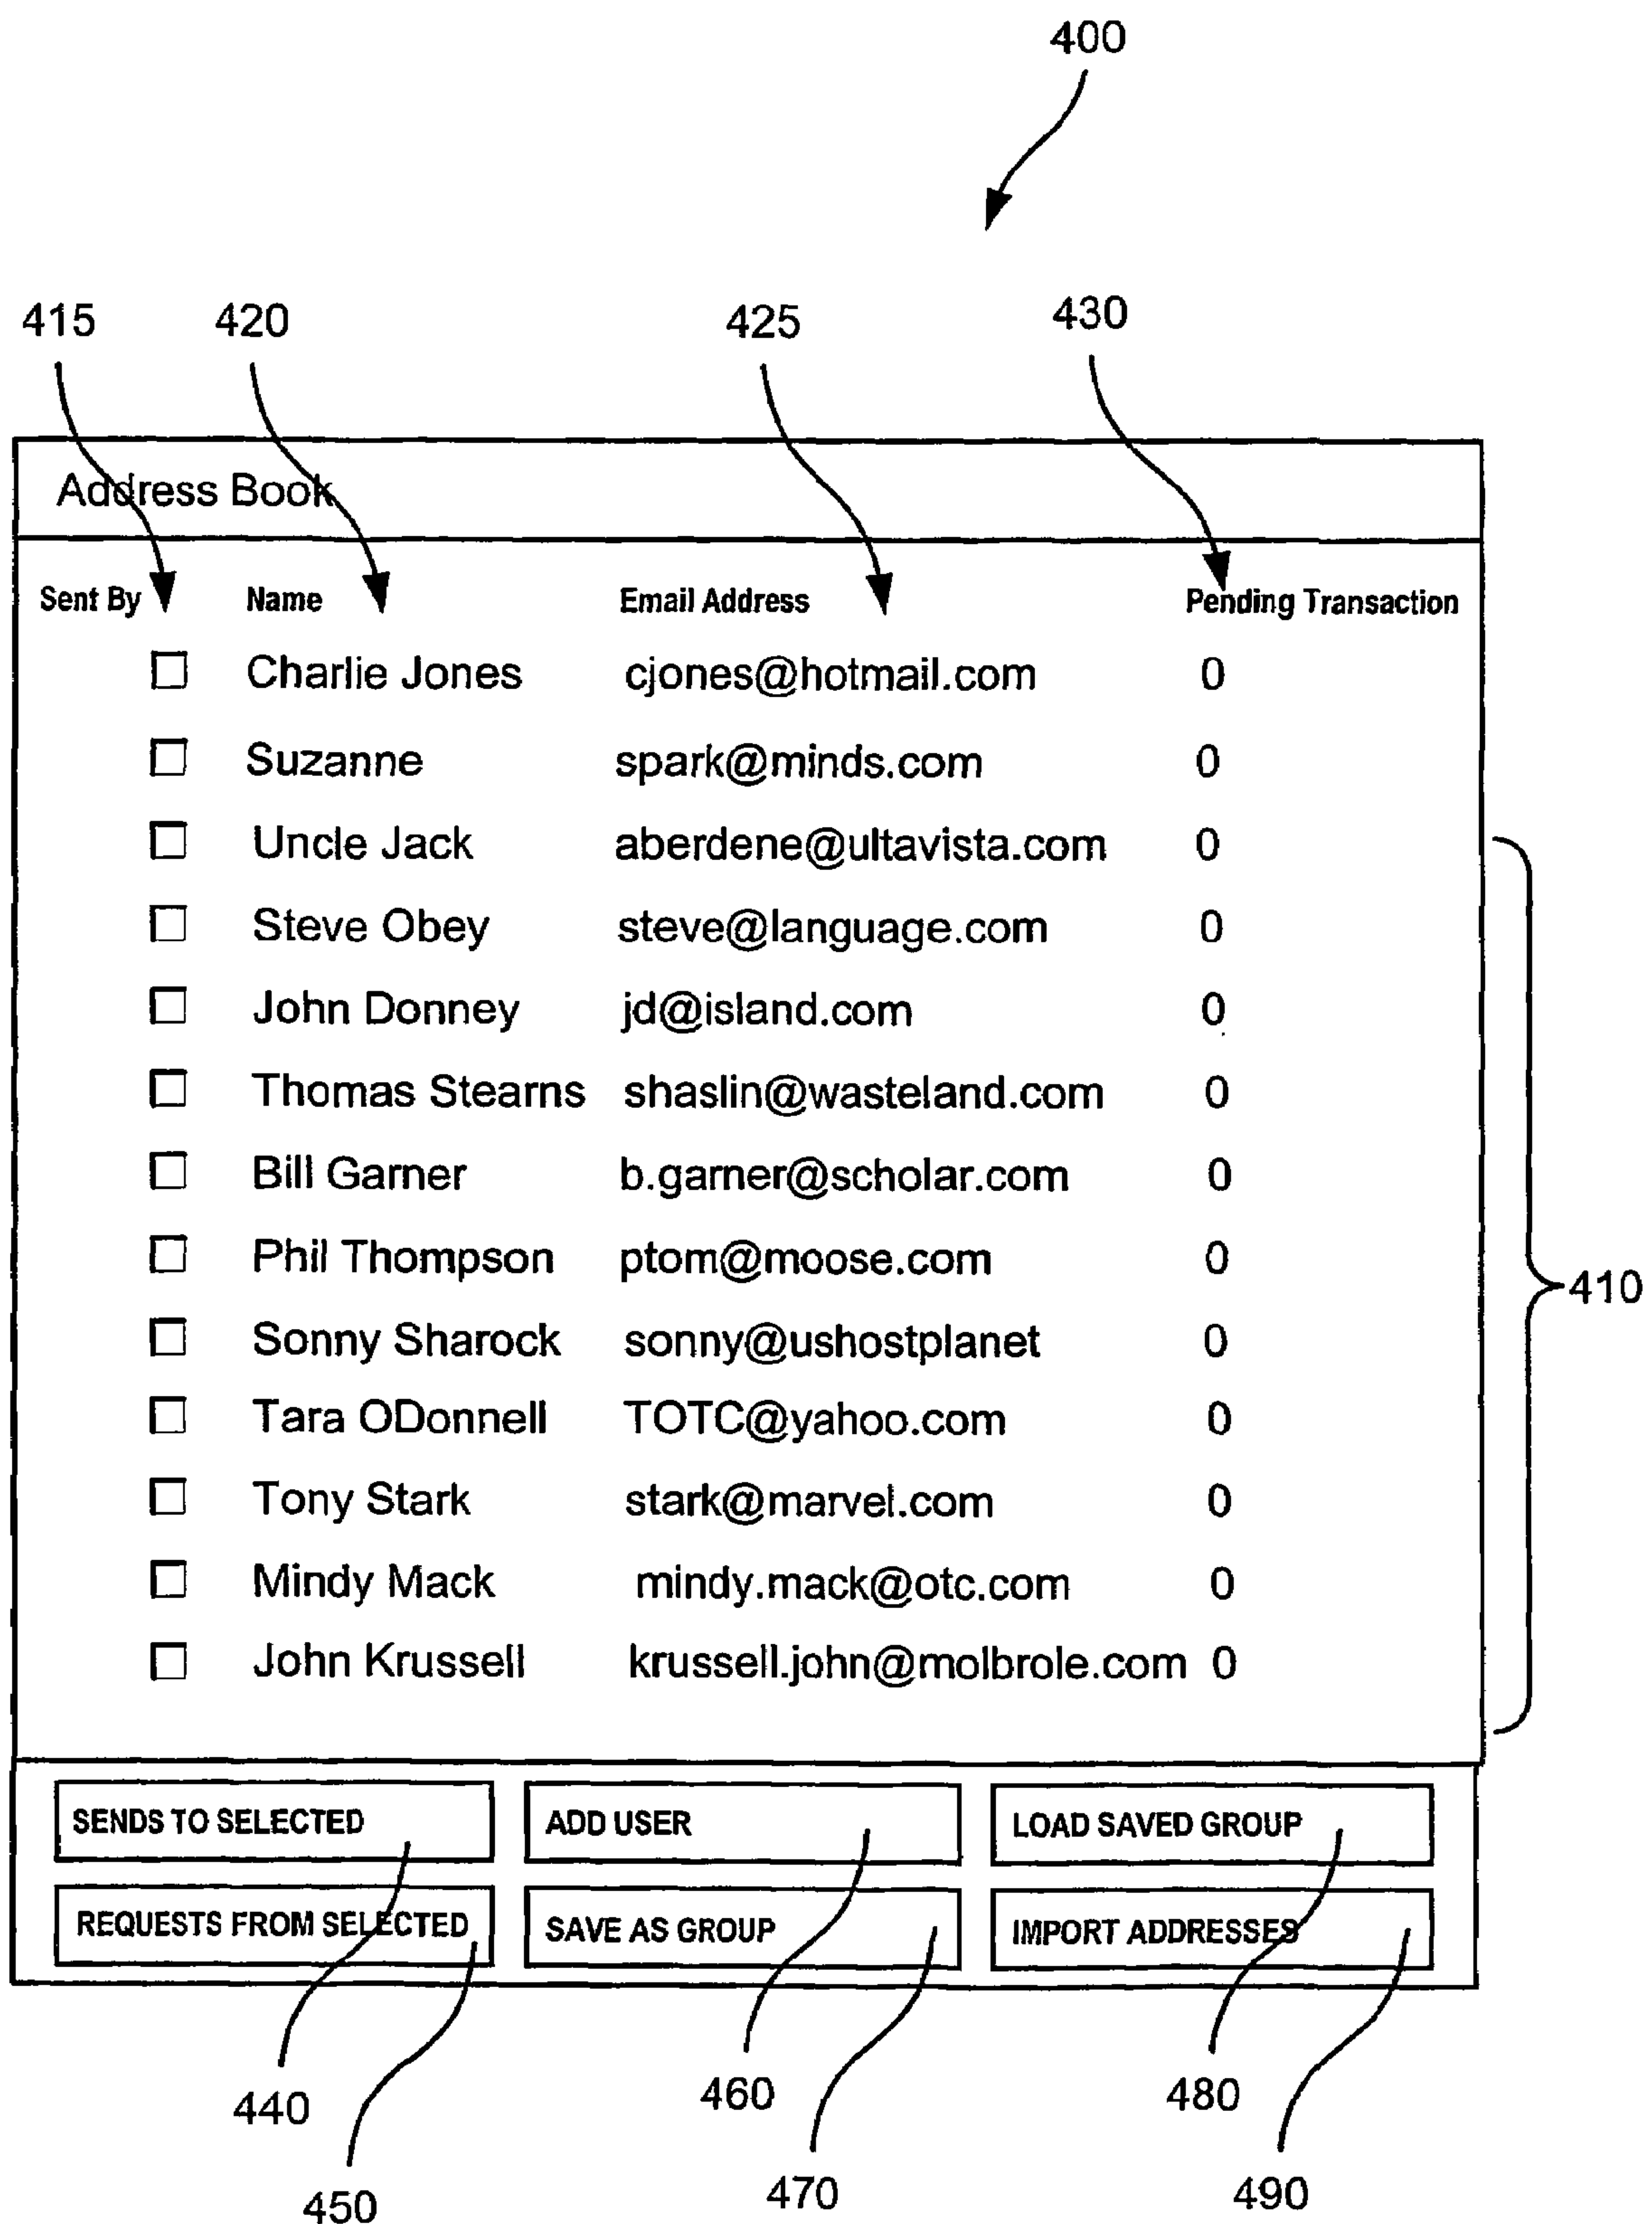 400
415 420 425 430
Address Book
Sent By Name Email Address Pending Transaction
Charlie Jones cjones@hotmail.com 0
Suzanne spark@minds.com 0
Uncle Jack aberdene@ultavista.com 0
Steve Obey steve@language.com 0
John Donney jd@island.com 0
Thomas Stearns shaslin@wasteland.com 0
Bill Garner b.garner@scholar.com 0
Phil Thompson ptom@moose.com 0
410
Sonny Sharock sonny@ushostplanet 0
Tara ODonnell TOTC@yahoo.com 0
Tony Stark stark@marvel.com 0
Mindy Mack mindy.mack@otc.com 0
John Krussell krussell.john@molbrole.com 0
SENDS TO SELECTED ADD USER LOAD SAVED GROUP
REQUESTS FROM SELECTED SAVE AS GROUP IMPORT ADDRESSES
440 460 480
450 470 490